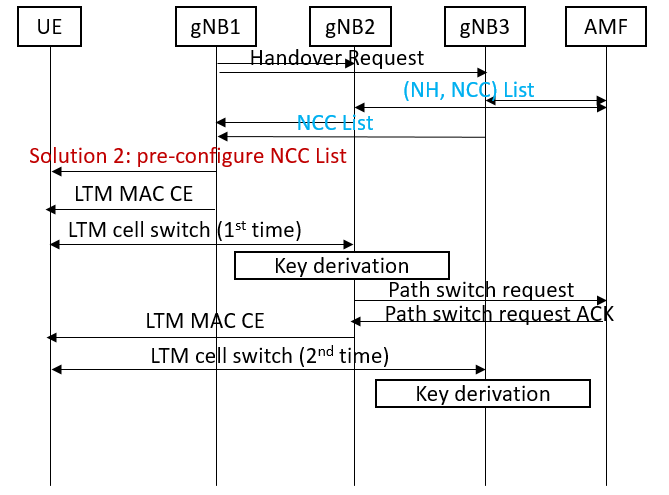 UE
gNB1
gNB2
gNB3
AMF
Handover Request
(NH, NCC) List
NCC List
Solution 2: pre-configure NCC List
LTM MAC CE
LTM cell switch (1st time)
Key derivation
Path switch request
Path switch request ACK
LTM MAC CE
LTM cell switch (2nd time)
Key derivation